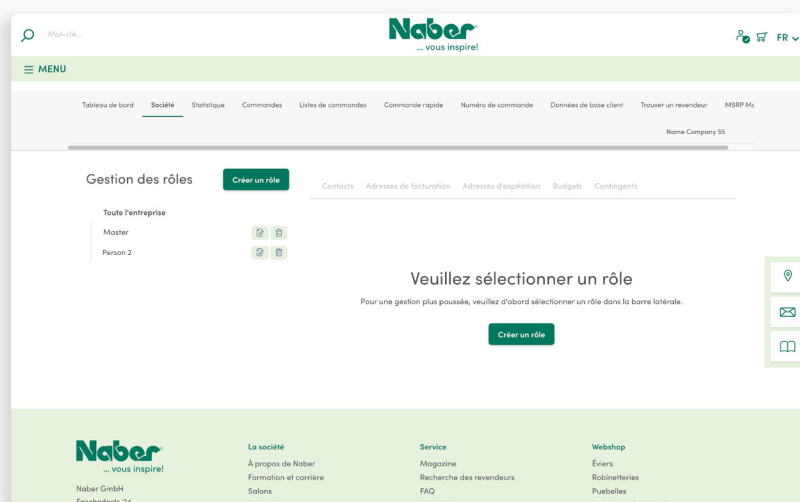 Mot-clé...
Naber
... vous inspire!
FR
MENU
Tableau de bord Société Statistique Commandes Listes de commandes Commande rapide Numéro de commande Données de base client Trouver un revendeur MSRP
Name Company 55
Gestion des rôles
Créer un rôle
Contacts Adresses de facturation Adresses d'expédition Budgets Contingents
Toute l'entreprise
Master
Person 2
Veuillez sélectionner un rôle
Pour une gestion plus poussée, veuillez d'abord sélectionner un rôle dans la barre latérale.
Créer un rôle
Naber
... vous inspire!
Naber GmbH
La société
À propos de Naber
Formation et carrière
Salons
Service
Magazine
Recherche des revendeurs
FAQ
Webshop
Éviers
Robinetteries
Puebelles